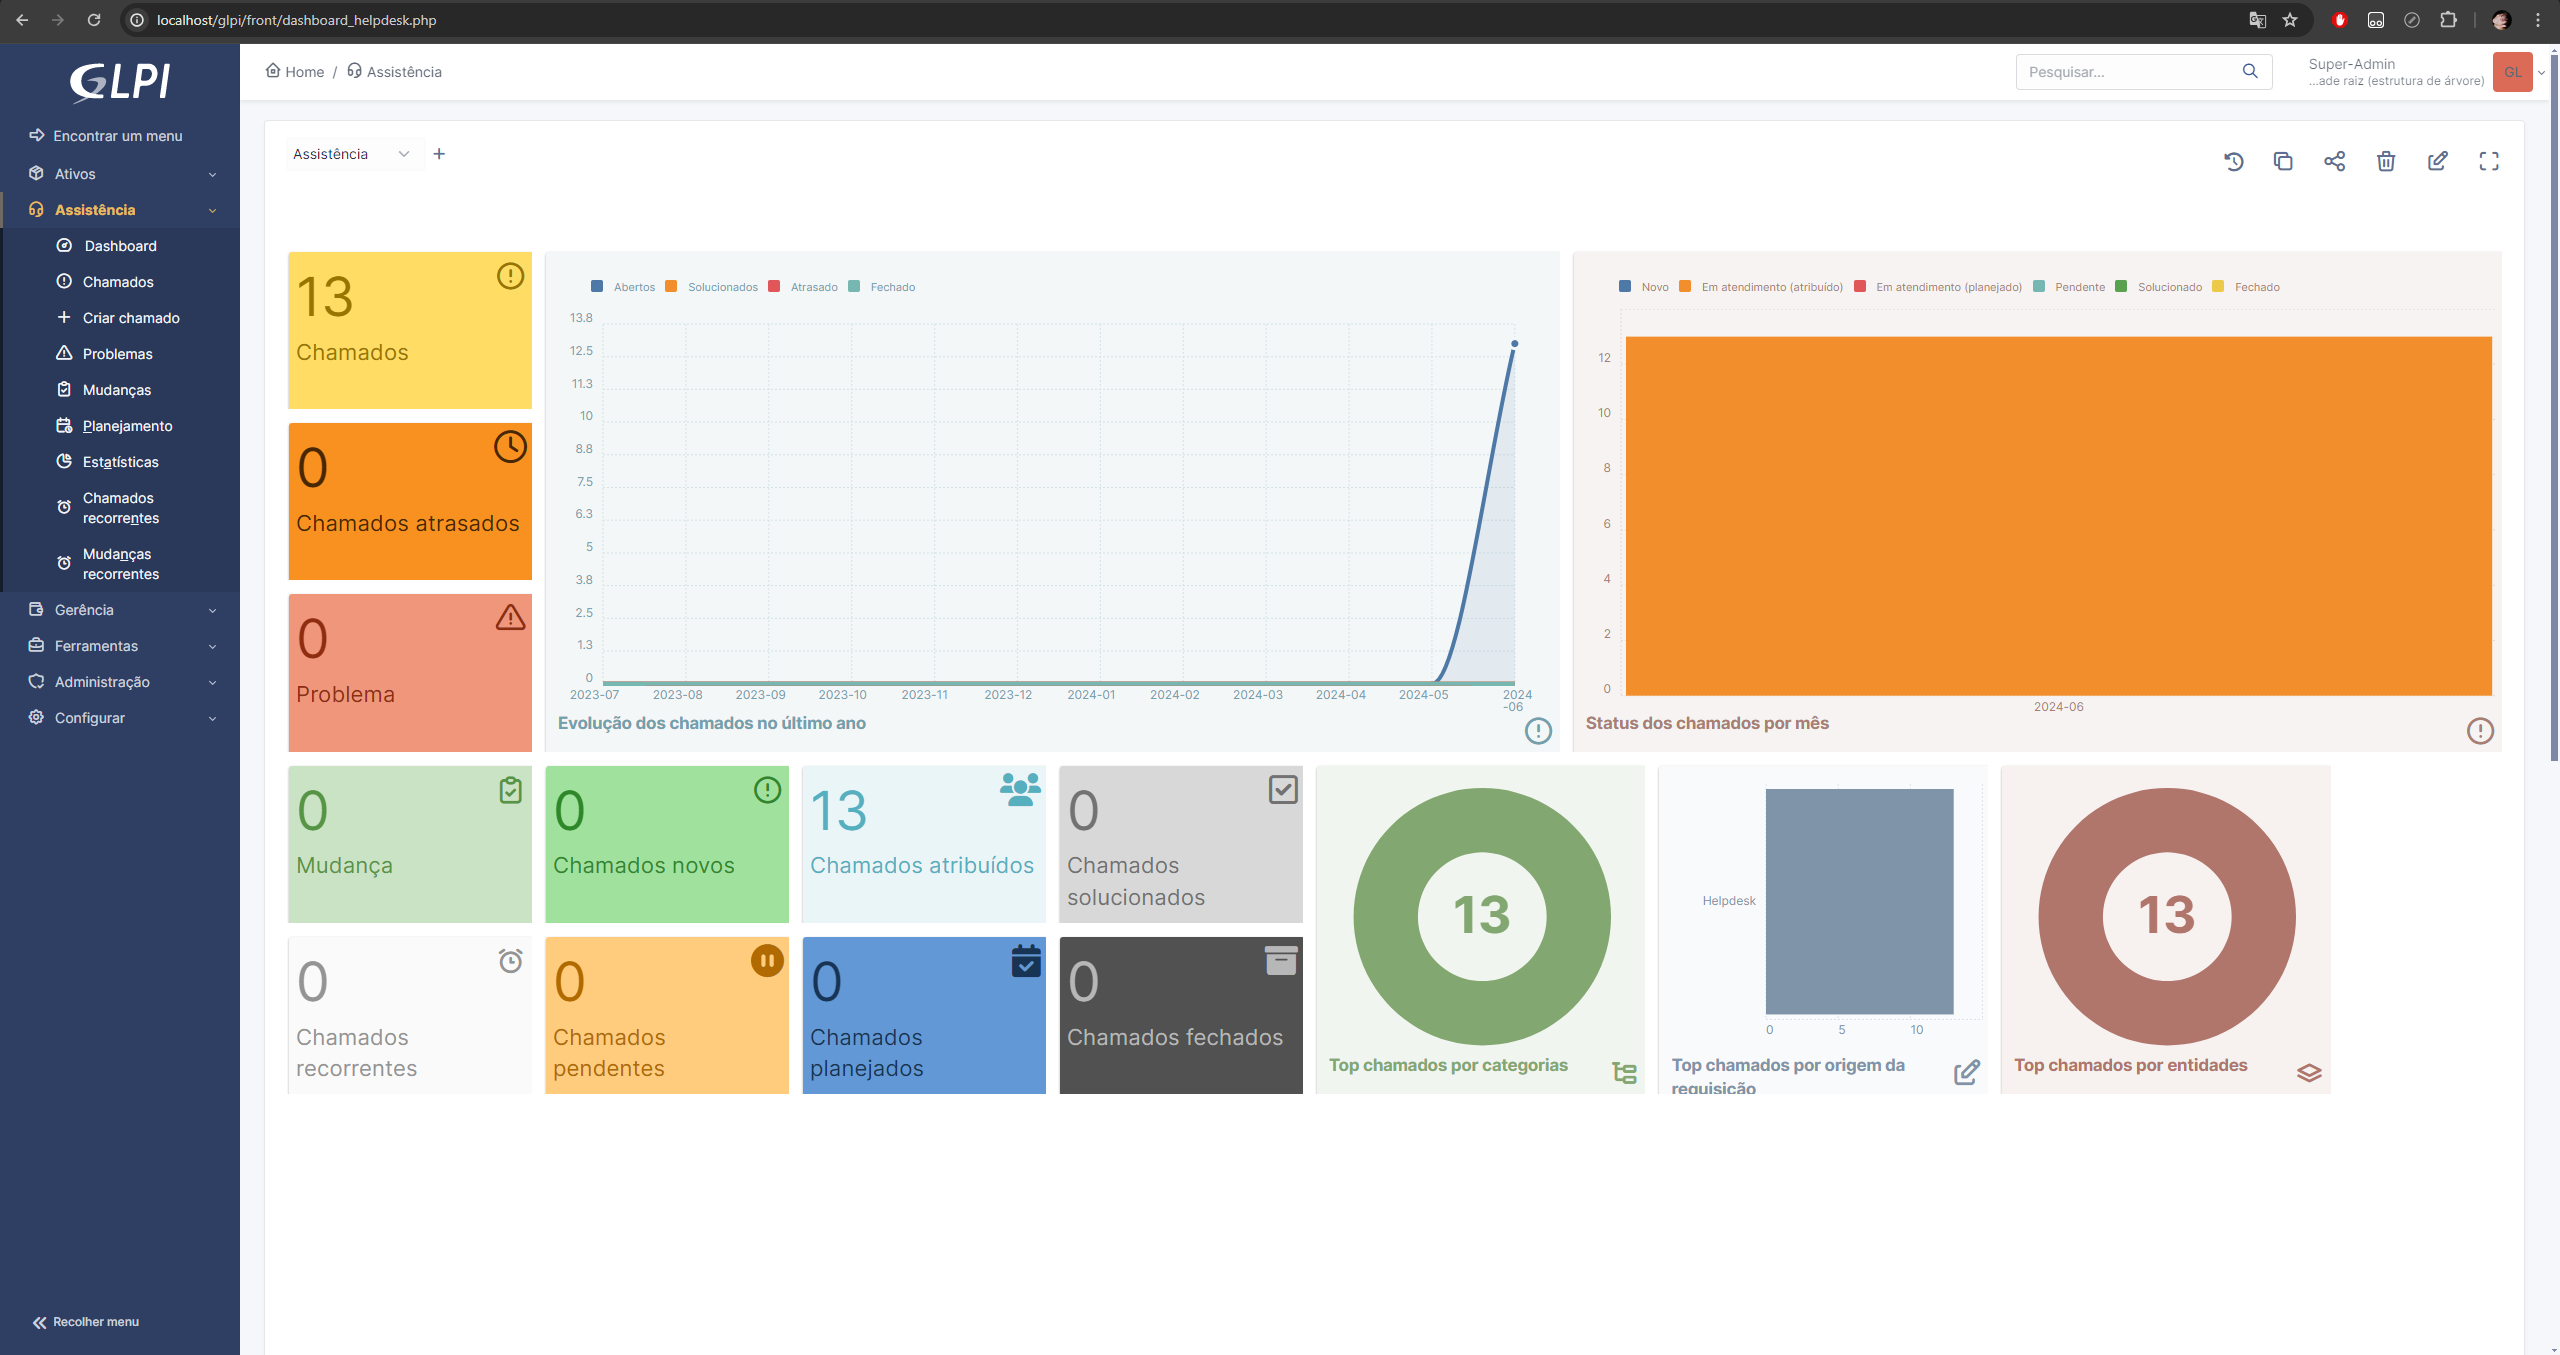 localhost/glpi/front/dashboard_helpdesk.php
GLPI
Home / Assistência
Pesquisar...
Super-Admin
...ade raiz (estrutura de árvore)
GL
Encontrar um menu
Ativos
Assistência
Dashboard
Chamados
Criar chamado
Problemas
Mudanças
Planejamento
Estatísticas
Chamados
recorrentes
Mudanças
recorrentes
Gerência
Ferramentas
Administração
Configurar
Recolher menu
Assistência
13
Chamados
0
Chamados atrasados
0
Problema
Abertos Solucionados Atrasado Fechado
13.8
12.5
11.3
10
8.8
7.5
6.3
5
3.8
2.5
1.3
0
2023-07 2023-08 2023-09 2023-10 2023-11 2023-12 2024-01 2024-02 2024-03 2024-04 2024-05 2024
-06
Evolução dos chamados no último ano
Novo Em atendimento (atribuído) Em atendimento (planejado) Pendente Solucionado Fechado
12
10
8
6
4
2
0
2024-06
Status dos chamados por mês
0
Mudança
0
Chamados novos
13
Chamados atribuídos
0
Chamados
solucionados
0
Chamados
recorrentes
0
Chamados
pendentes
0
Chamados
planejados
0
Chamados fechados
13
Top chamados por categorias
Helpdesk
0 5 10
Top chamados por origem da
requisição
13
Top chamados por entidades